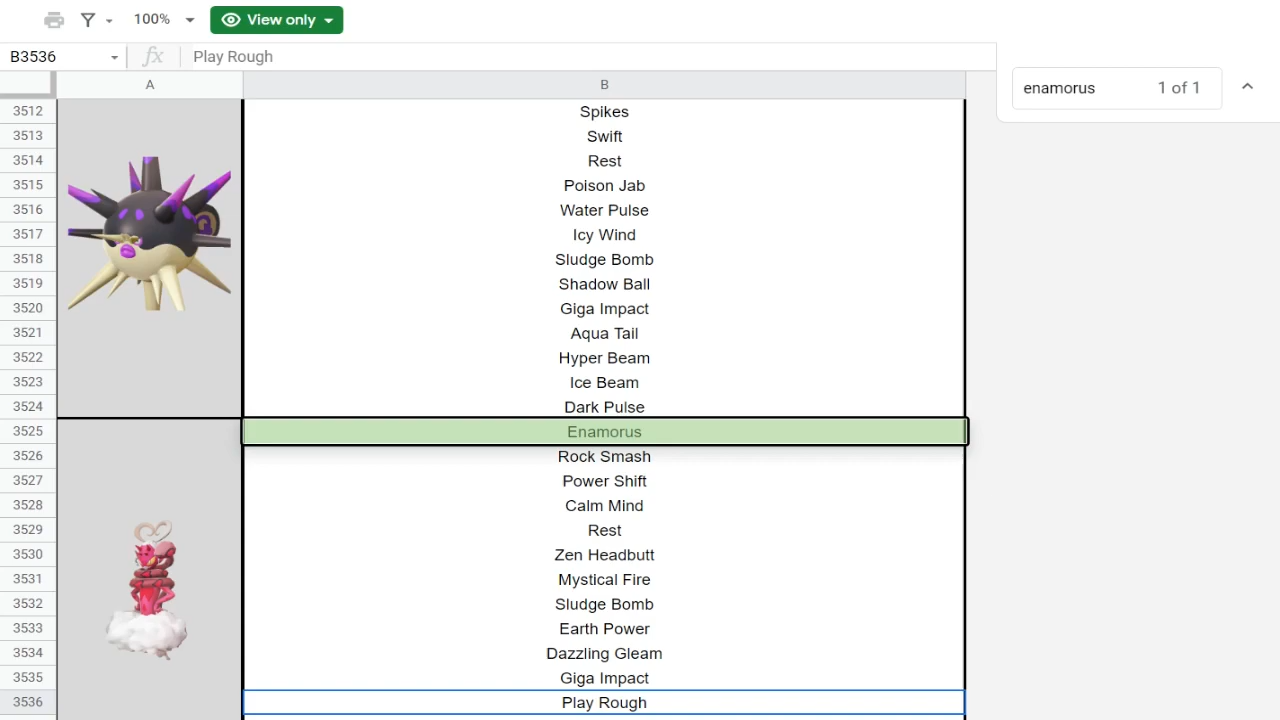 100% View only
B3536 fx Play Rough
enamorus 1 of 1
A B
3512 Spikes
3513 Swift
3514 Rest
3515 Poison Jab
3516 Water Pulse
3517 Icy Wind
3518 Sludge Bomb
3519 Shadow Ball
3520 Giga Impact
3521 Aqua Tail
3522 Hyper Beam
3523 Ice Beam
3524 Dark Pulse
3525 Enamorus
3526 Rock Smash
3527 Power Shift
3528 Calm Mind
3529 Rest
3530 Zen Headbutt
3531 Mystical Fire
3532 Sludge Bomb
3533 Earth Power
3534 Dazzling Gleam
3535 Giga Impact
3536 Play Rough